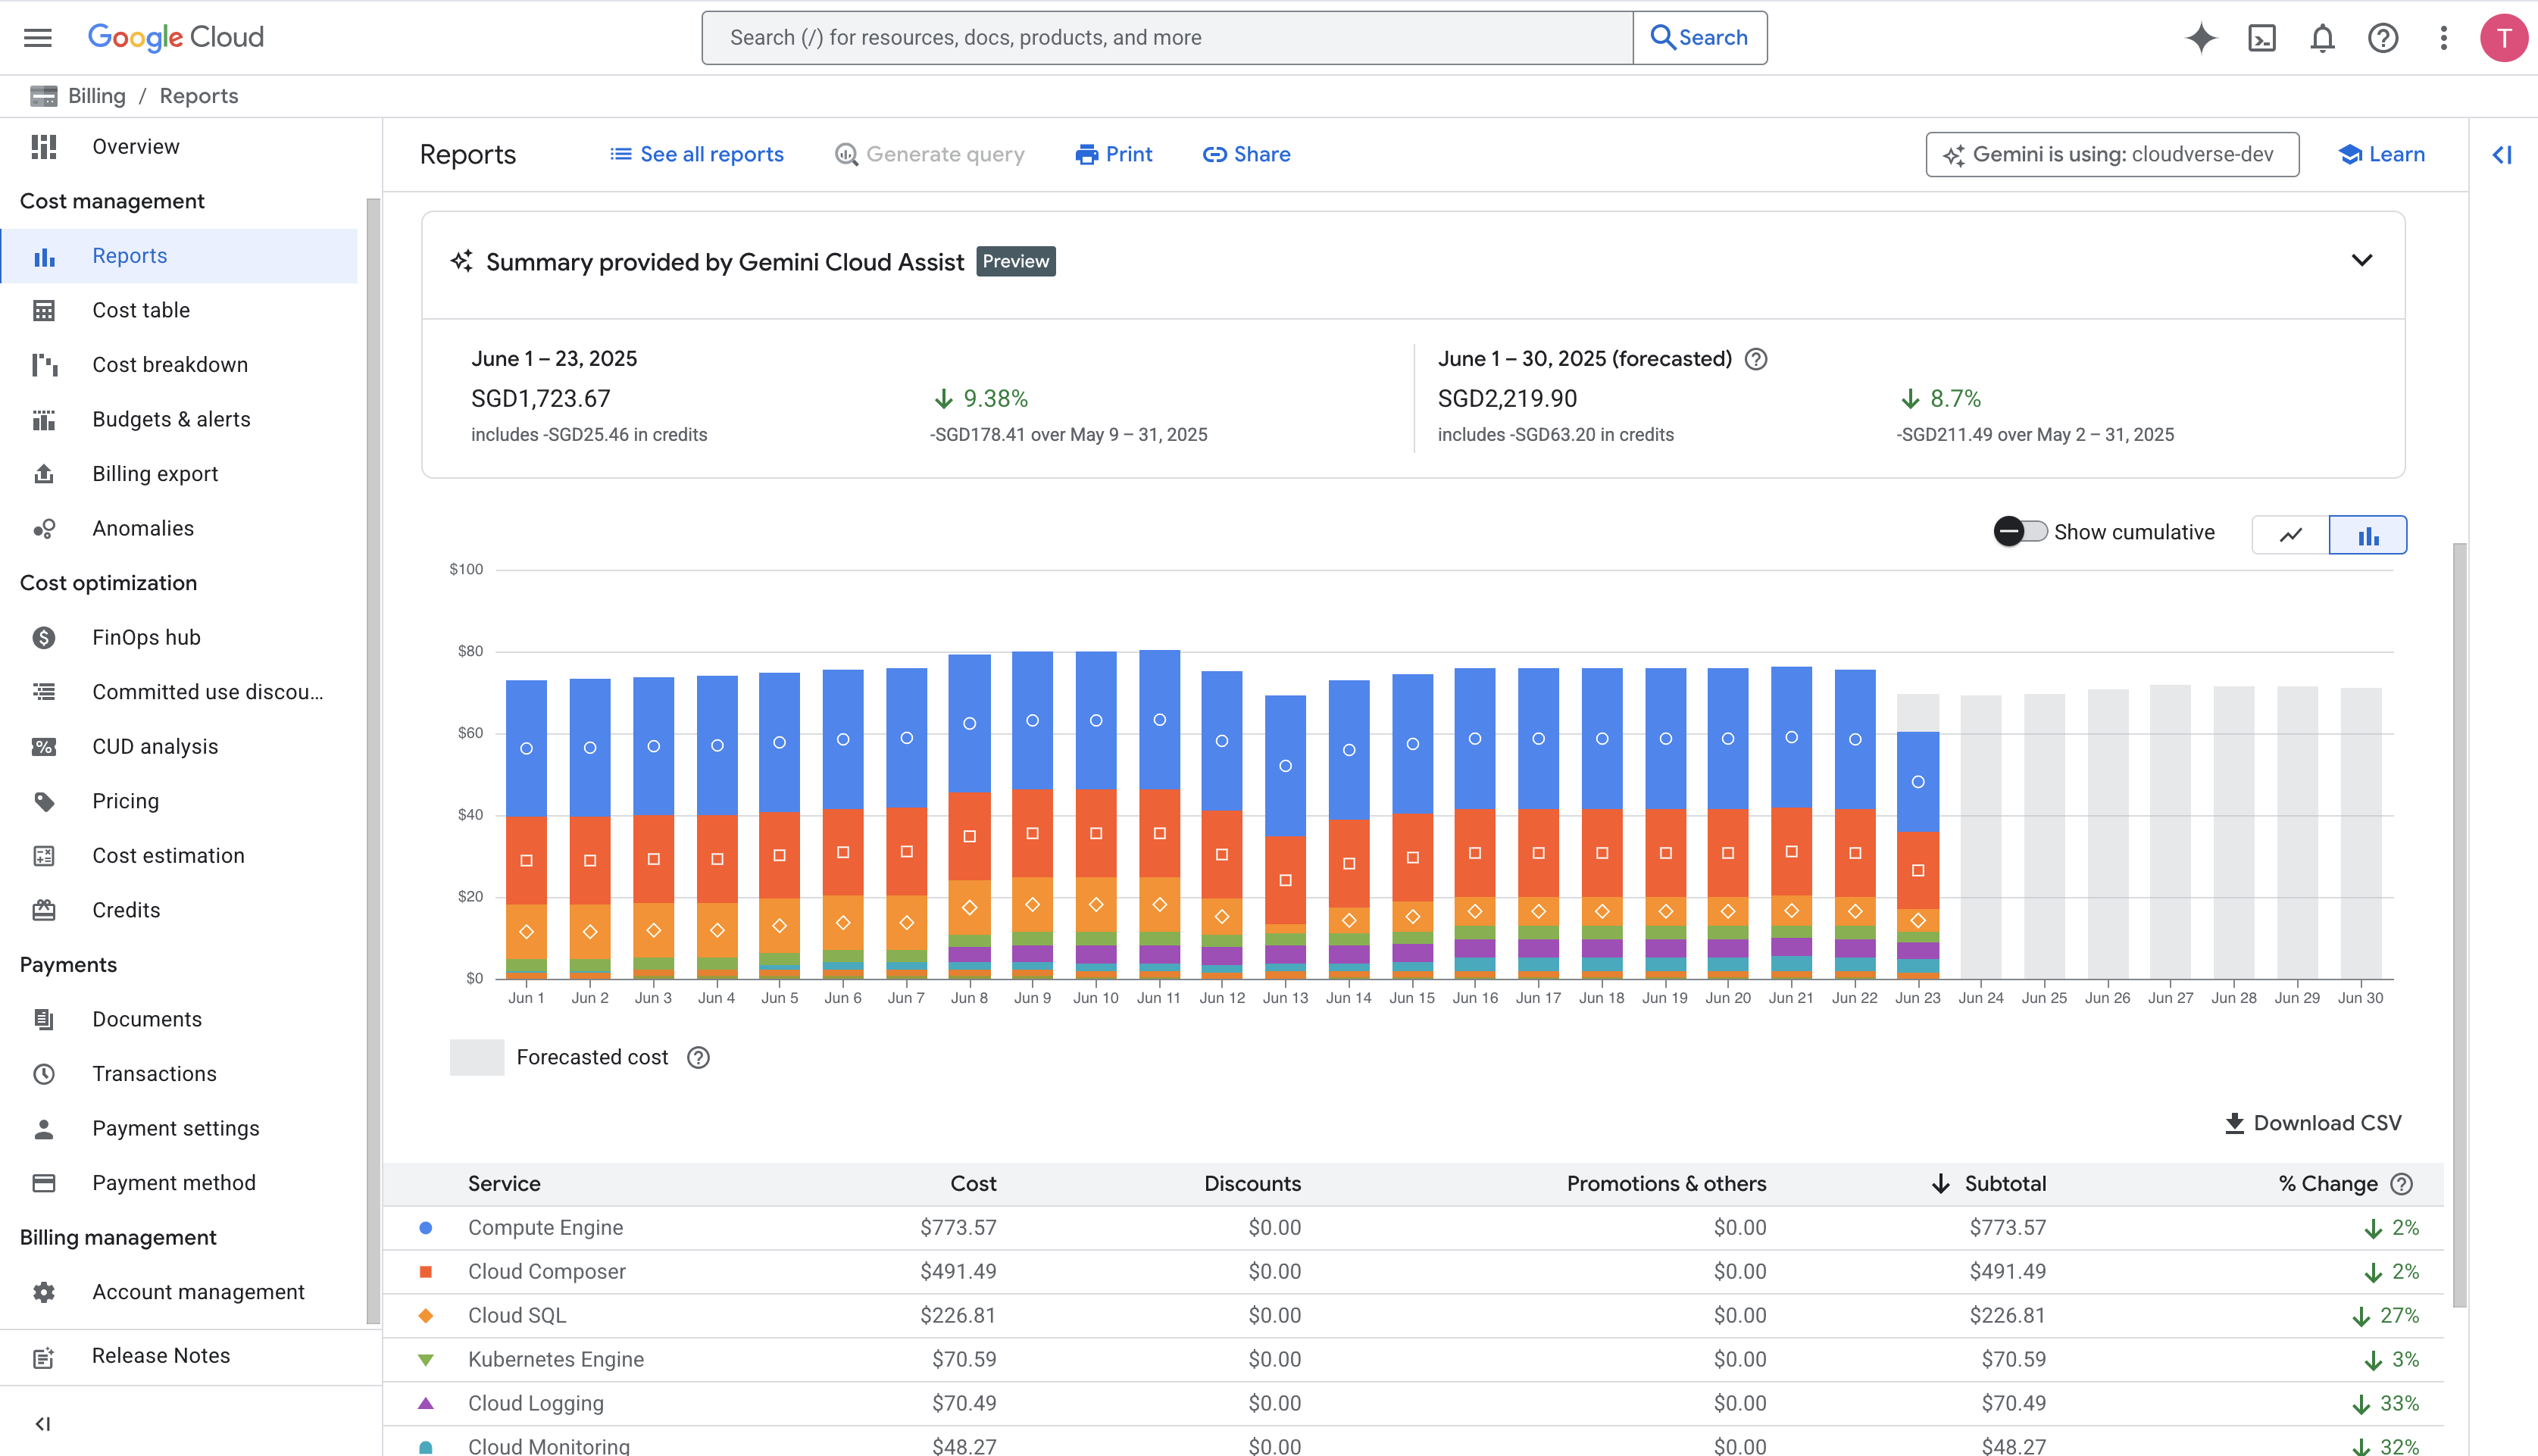 Google Cloud
Search (/) for resources, docs, products, and more
Search
T
Billing / Reports
Overview
Cost management
Reports
Cost table
Cost breakdown
Budgets & alerts
Billing export
Anomalies
Cost optimization
FinOps hub
Committed use discou...
CUD analysis
Pricing
Cost estimation
Credits
Payments
Documents
Transactions
Payment settings
Payment method
Billing management
Account management
Release Notes
Reports
See all reports
Generate query
Print
Share
Gemini is using: cloudverse-dev
Learn
Summary provided by Gemini Cloud Assist Preview
June 1 – 23, 2025
SGD1,723.67
includes -SGD25.46 in credits
9.38%
-SGD178.41 over May 9 – 31, 2025
June 1 – 30, 2025 (forecasted)
SGD2,219.90
includes -SGD63.20 in credits
8.7%
-SGD211.49 over May 2 – 31, 2025
Show cumulative
$100
$80
$60
$40
$20
$0
Jun 1 Jun 2 Jun 3 Jun 4 Jun 5 Jun 6 Jun 7 Jun 8 Jun 9 Jun 10 Jun 11 Jun 12 Jun 13 Jun 14 Jun 15 Jun 16 Jun 17 Jun 18 Jun 19 Jun 20 Jun 21 Jun 22 Jun 23 Jun 24 Jun 25 Jun 26 Jun 27 Jun 28 Jun 29 Jun 30
Forecasted cost
Download CSV
Service Cost Discounts Promotions & others Subtotal % Change
Compute Engine $773.57 $0.00 $0.00 $773.57 2%
Cloud Composer $491.49 $0.00 $0.00 $491.49 2%
Cloud SQL $226.81 $0.00 $0.00 $226.81 27%
Kubernetes Engine $70.59 $0.00 $0.00 $70.59 3%
Cloud Logging $70.49 $0.00 $0.00 $70.49 33%
Cloud Monitoring $48.27 $0.00 $0.00 $48.27 32%